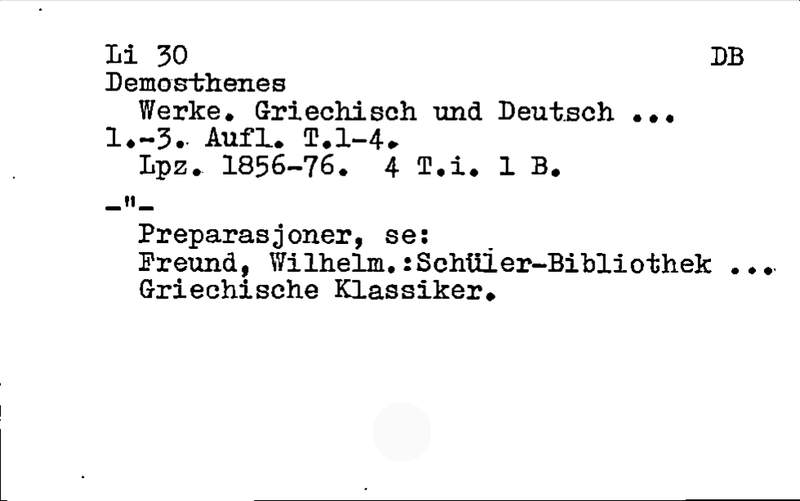 Li 30 DB
Demosthenes
Werke. Griechisch und Deutsch ...
1.-3. Aufl. T.1-4.
Lpz. 1856-76. 4 T.i. 1 B.
_"_
Preparasjoner, se:
Freund, Wilhelm.:Schüler-Bibliothek ...
Griechische Klassiker.